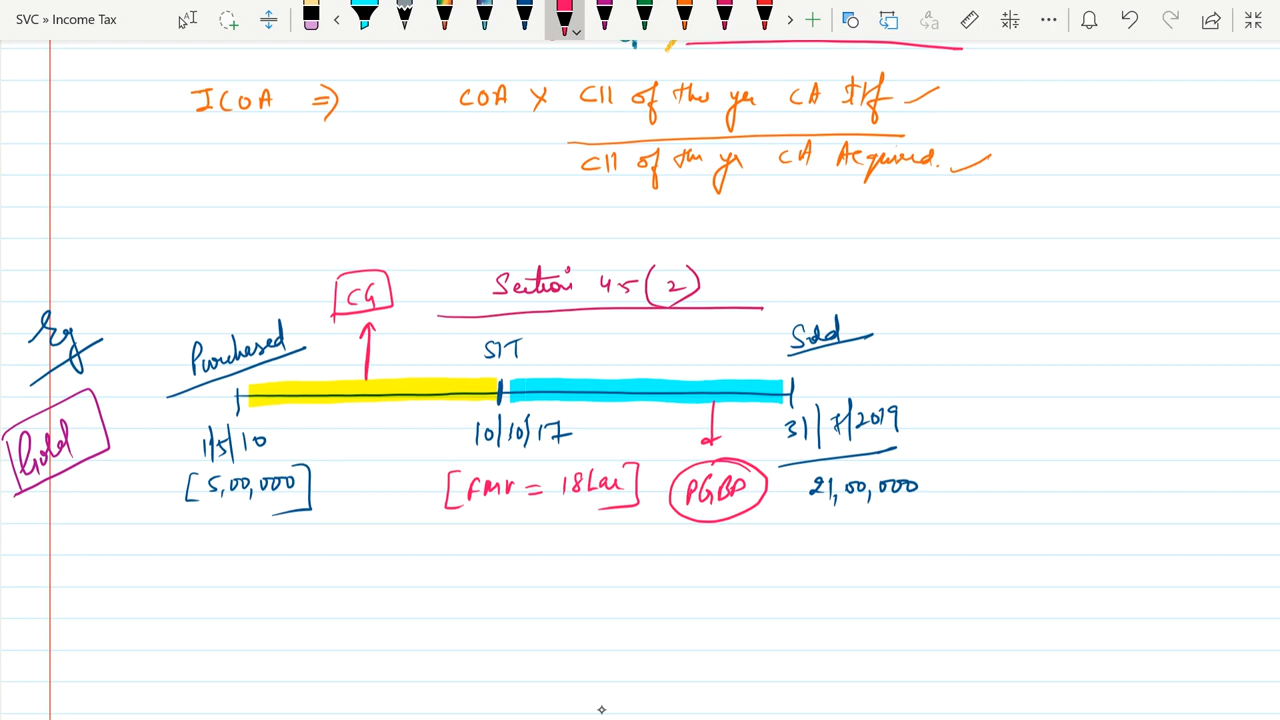 SVC » Income Tax
ICOA ⇒ COA × CII of the yr CA t/f
CII of the yr CA Acquired.
Section 45(2)
CG
Eg
Purchased
SIT
Sold
Gold
1/5/10
10/10/17
31/7/2019
[5,00,000]
[FMV = 18 Lac]
PGBP
21,00,000